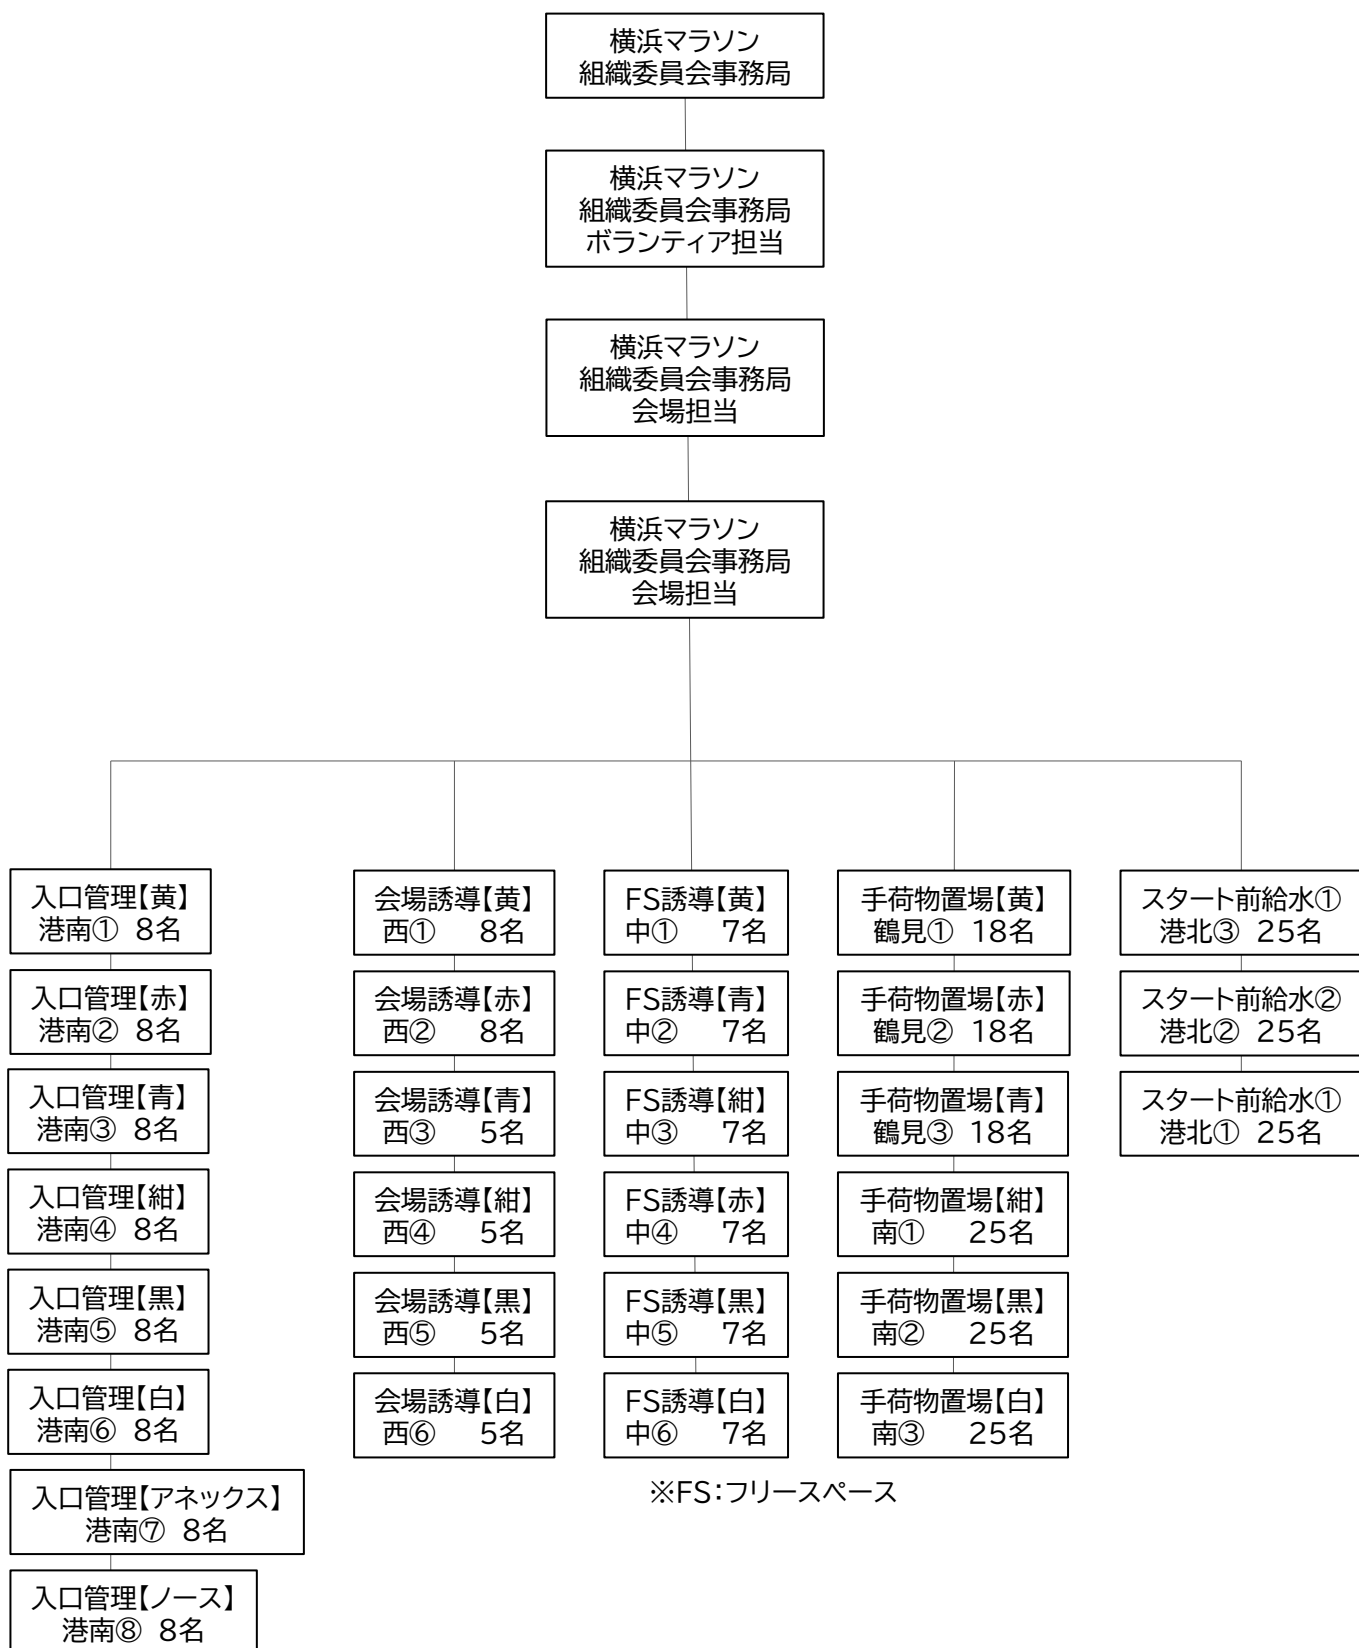 横浜マラソン
組織委員会事務局
横浜マラソン
組織委員会事務局
ボランティア担当
横浜マラソン
組織委員会事務局
会場担当
横浜マラソン
組織委員会事務局
会場担当
入口管理【黄】
港南① 8名
入口管理【赤】
港南② 8名
入口管理【青】
港南③ 8名
入口管理【紺】
港南④ 8名
入口管理【黒】
港南⑤ 8名
入口管理【白】
港南⑥ 8名
入口管理【アネックス】
港南⑦ 8名
入口管理【ノース】
港南⑧ 8名
会場誘導【黄】
西① 8名
会場誘導【赤】
西② 8名
会場誘導【青】
西③ 5名
会場誘導【紺】
西④ 5名
会場誘導【黒】
西⑤ 5名
会場誘導【白】
西⑥ 5名
FS誘導【黄】
中① 7名
FS誘導【青】
中② 7名
FS誘導【紺】
中③ 7名
FS誘導【赤】
中④ 7名
FS誘導【黒】
中⑤ 7名
FS誘導【白】
中⑥ 7名
※FS：フリースペース
手荷物置場【黄】
鶴見① 18名
手荷物置場【赤】
鶴見② 18名
手荷物置場【青】
鶴見③ 18名
手荷物置場【紺】
南① 25名
手荷物置場【黒】
南② 25名
手荷物置場【白】
南③ 25名
スタート前給水①
港北③ 25名
スタート前給水②
港北② 25名
スタート前給水①
港北① 25名